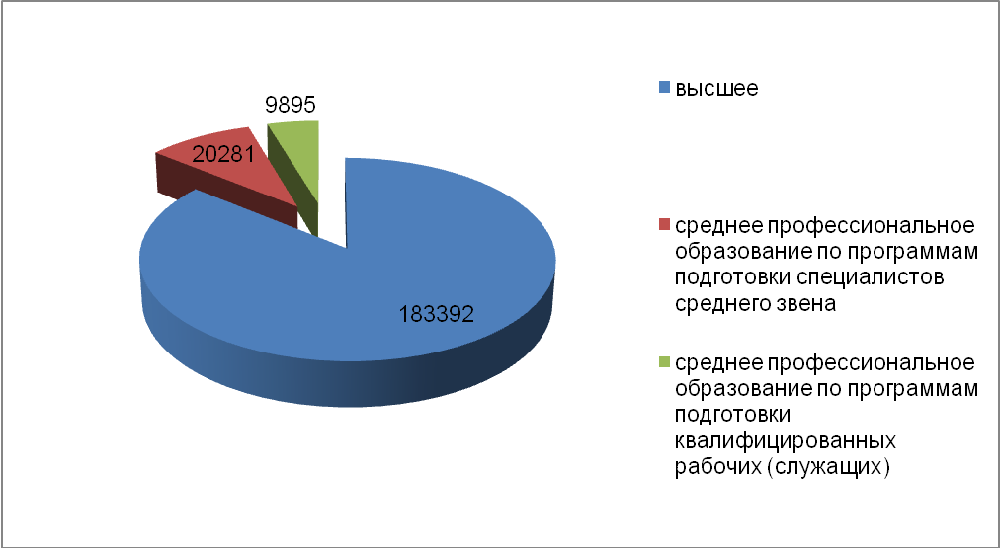 9895
20281
183392
высшее
среднее профессиональное
образование по программам
подготовки специалистов
среднего звена
среднее профессиональное
образование по программам
подготовки
квалифицированных
рабочих (служащих)